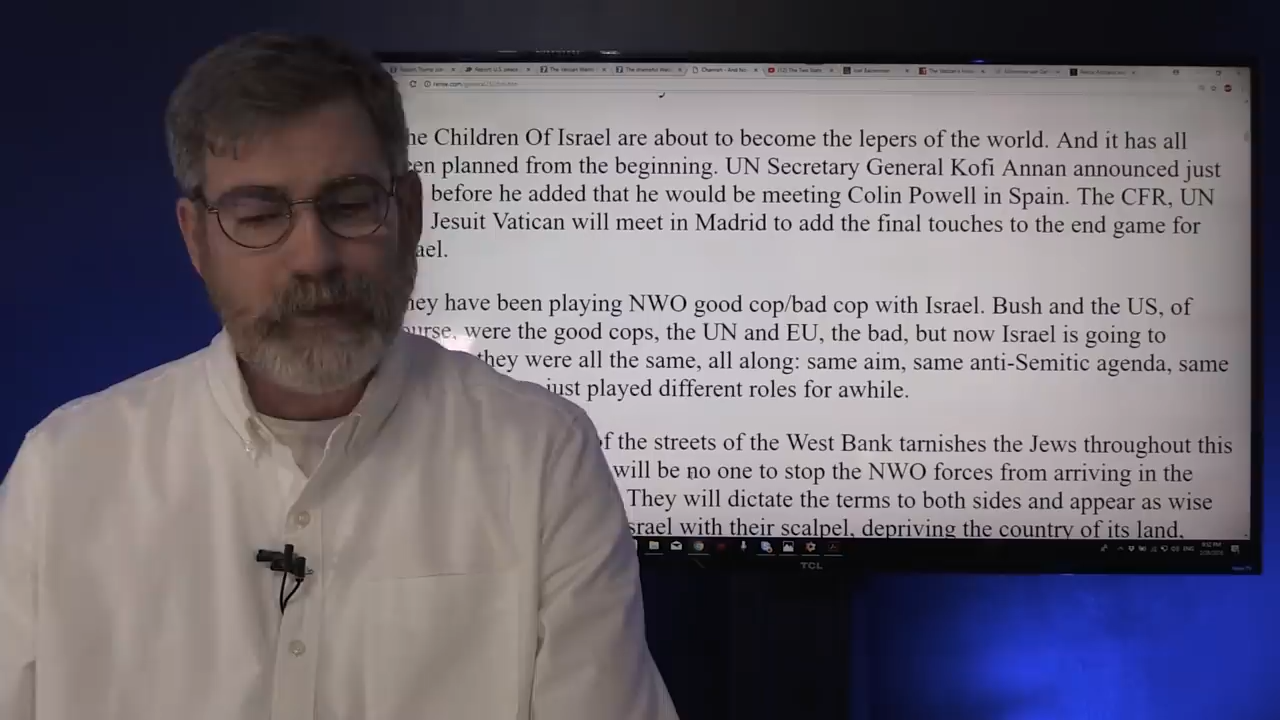 he Children Of Israel are about to become the lepers of the world. And it has all
en planned from the beginning. UN Secretary General Kofi Annan announced just
before he added that he would be meeting Colin Powell in Spain. The CFR, UN
Jesuit Vatican will meet in Madrid to add the final touches to the end game for
ael.
hey have been playing NWO good cop/bad cop with Israel. Bush and the US, of
urse, were the good cops, the UN and EU, the bad, but now Israel is going to
they were all the same, all along: same aim, same anti-Semitic agenda, same
just played different roles for awhile.
of the streets of the West Bank tarnishes the Jews throughout this
will be no one to stop the NWO forces from arriving in the
They will dictate the terms to both sides and appear as wise
srael with their scalpel, depriving the country of its land,
TCL